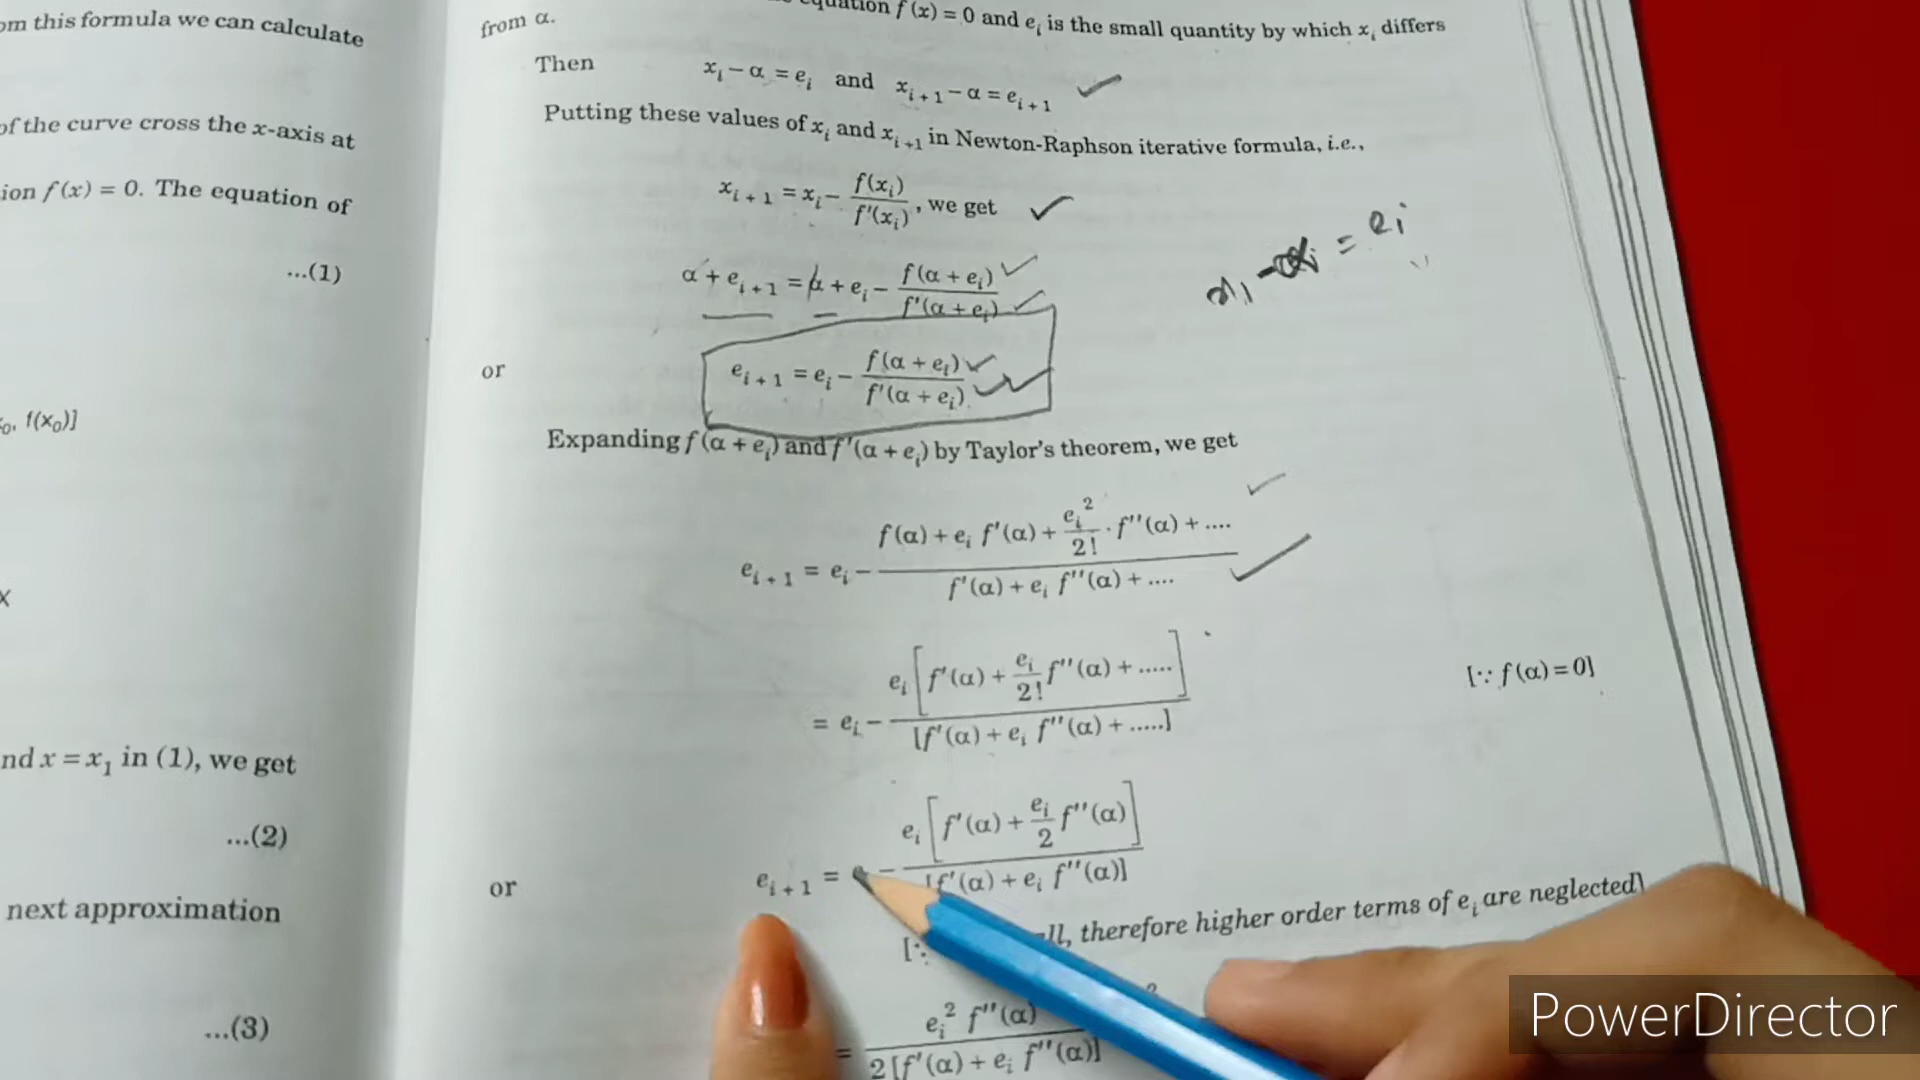 om this formula we can calculate
of the curve cross the x-axis at
ion f(x) = 0. The equation of
...(1)
f(x₀)]
x
nd x = x₁ in (1), we get
...(2)
next approximation
...(3)
equation f(x) = 0 and eᵢ is the small quantity by which xᵢ differs
from α.
Then xᵢ − α = eᵢ and xᵢ₊₁ − α = eᵢ₊₁
Putting these values of xᵢ and xᵢ₊₁ in Newton-Raphson iterative formula, i.e.,
xᵢ₊₁ = xᵢ − f(xᵢ)/f'(xᵢ), we get
α + eᵢ₊₁ = α + eᵢ − f(α + eᵢ)/f'(α + eᵢ)
or eᵢ₊₁ = eᵢ − f(α + eᵢ)/f'(α + eᵢ)
Expanding f(α + eᵢ) and f'(α + eᵢ) by Taylor's theorem, we get
eᵢ₊₁ = eᵢ − (f(α) + eᵢ f'(α) + eᵢ²/2! · f''(α) + ....)/(f'(α) + eᵢ f''(α) + ....)
= eᵢ − eᵢ[f'(α) + eᵢ/2! f''(α) + .....]/[f'(α) + eᵢ f''(α) + .....] [∵ f(α) = 0]
or eᵢ₊₁ = − eᵢ[f'(α) + eᵢ/2 f''(α)]/[f'(α) + eᵢ f''(α)]
[∵ therefore higher order terms of eᵢ are neglected]
= eᵢ² f''(α)/2[f'(α) + eᵢ f''(α)]
= eᵢ
PowerDirector